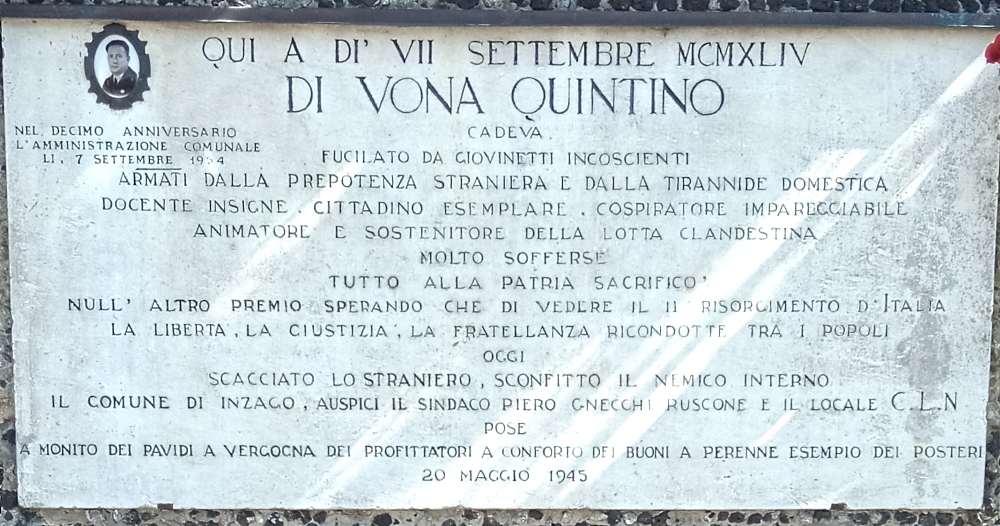 QUI A DI' VII SETTEMBRE MCMXLIV
DI VONA QUINTINO
NEL DECIMO ANNIVERSARIO
L'AMMINISTRAZIONE COMUNALE
LI, 7 SETTEMBRE 1954
CADEVA
FUCILATO DA GIOVINETTI INCOSCIENTI
ARMATI DALLA PREPOTENZA STRANIERA E DALLA TIRANNIDE DOMESTICA
DOCENTE INSIGNE . CITTADINO ESEMPLARE . COSPIRATORE IMPAREGGIABILE
ANIMATORE E SOSTENITORE DELLA LOTTA CLANDESTINA
MOLTO SOFFERSE
TUTTO ALLA PATRIA SACRIFICO'
NULL' ALTRO PREMIO SPERANDO CHE DI VEDERE IL II RISORGIMENTO D'ITALIA
LA LIBERTA', LA GIUSTIZIA, LA FRATELLANZA RICONDOTTE TRA I POPOLI
OGGI
SCACCIATO LO STRANIERO, SCONFITTO IL NEMICO INTERNO
IL COMUNE DI INZAGO, AUSPICI IL SINDACO PIERO GNECCHI RUSCONE E IL LOCALE C.L.N
POSE
A MONITO DEI PAVIDI A VERGOGNA DEI PROFITTATORI A CONFORTO DEI BUONI A PERENNE ESEMPIO DEI POSTERI
20 MAGGIO 1945